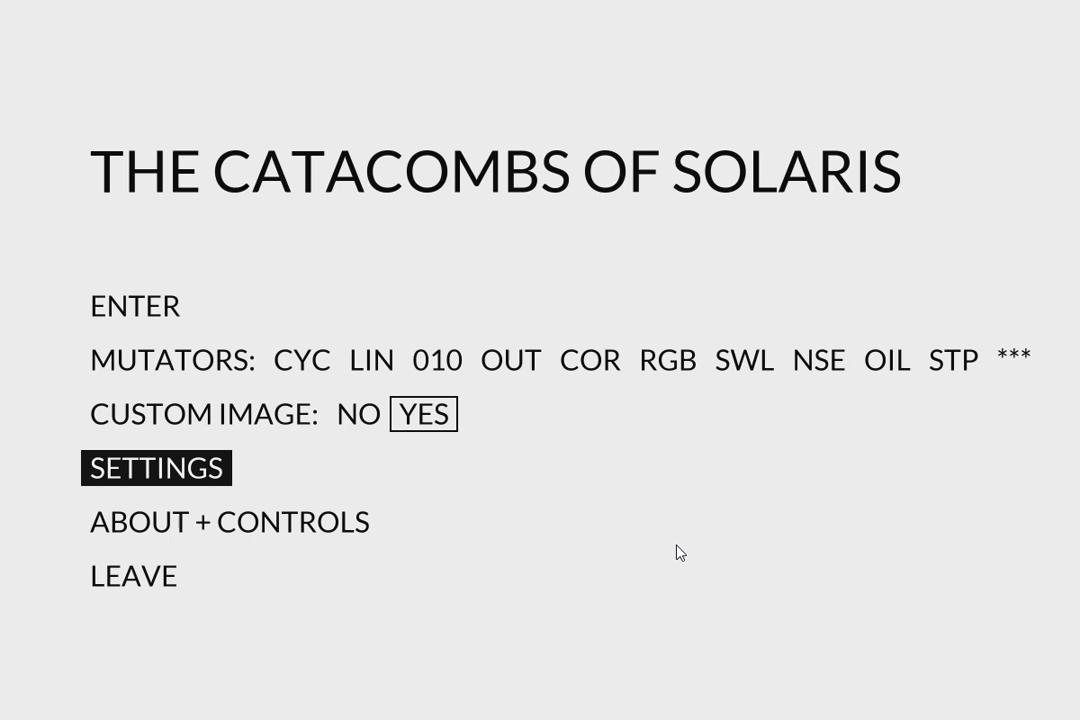 THE CATACOMBS OF SOLARIS
ENTER
MUTATORS: CYC LIN 010 OUT COR RGB SWL NSE OIL STP ***
CUSTOM IMAGE: NO YES
SETTINGS
ABOUT + CONTROLS
LEAVE